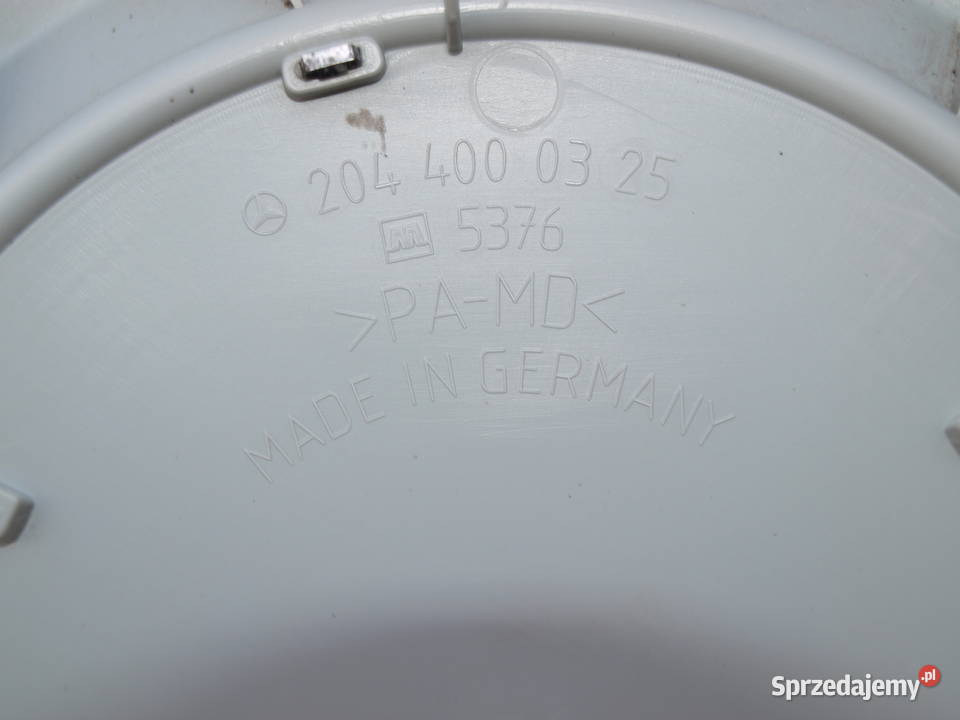 204 400 03 25
5376
>PA-MD<
MADE IN GERMANY
Sprzedajemy.pl